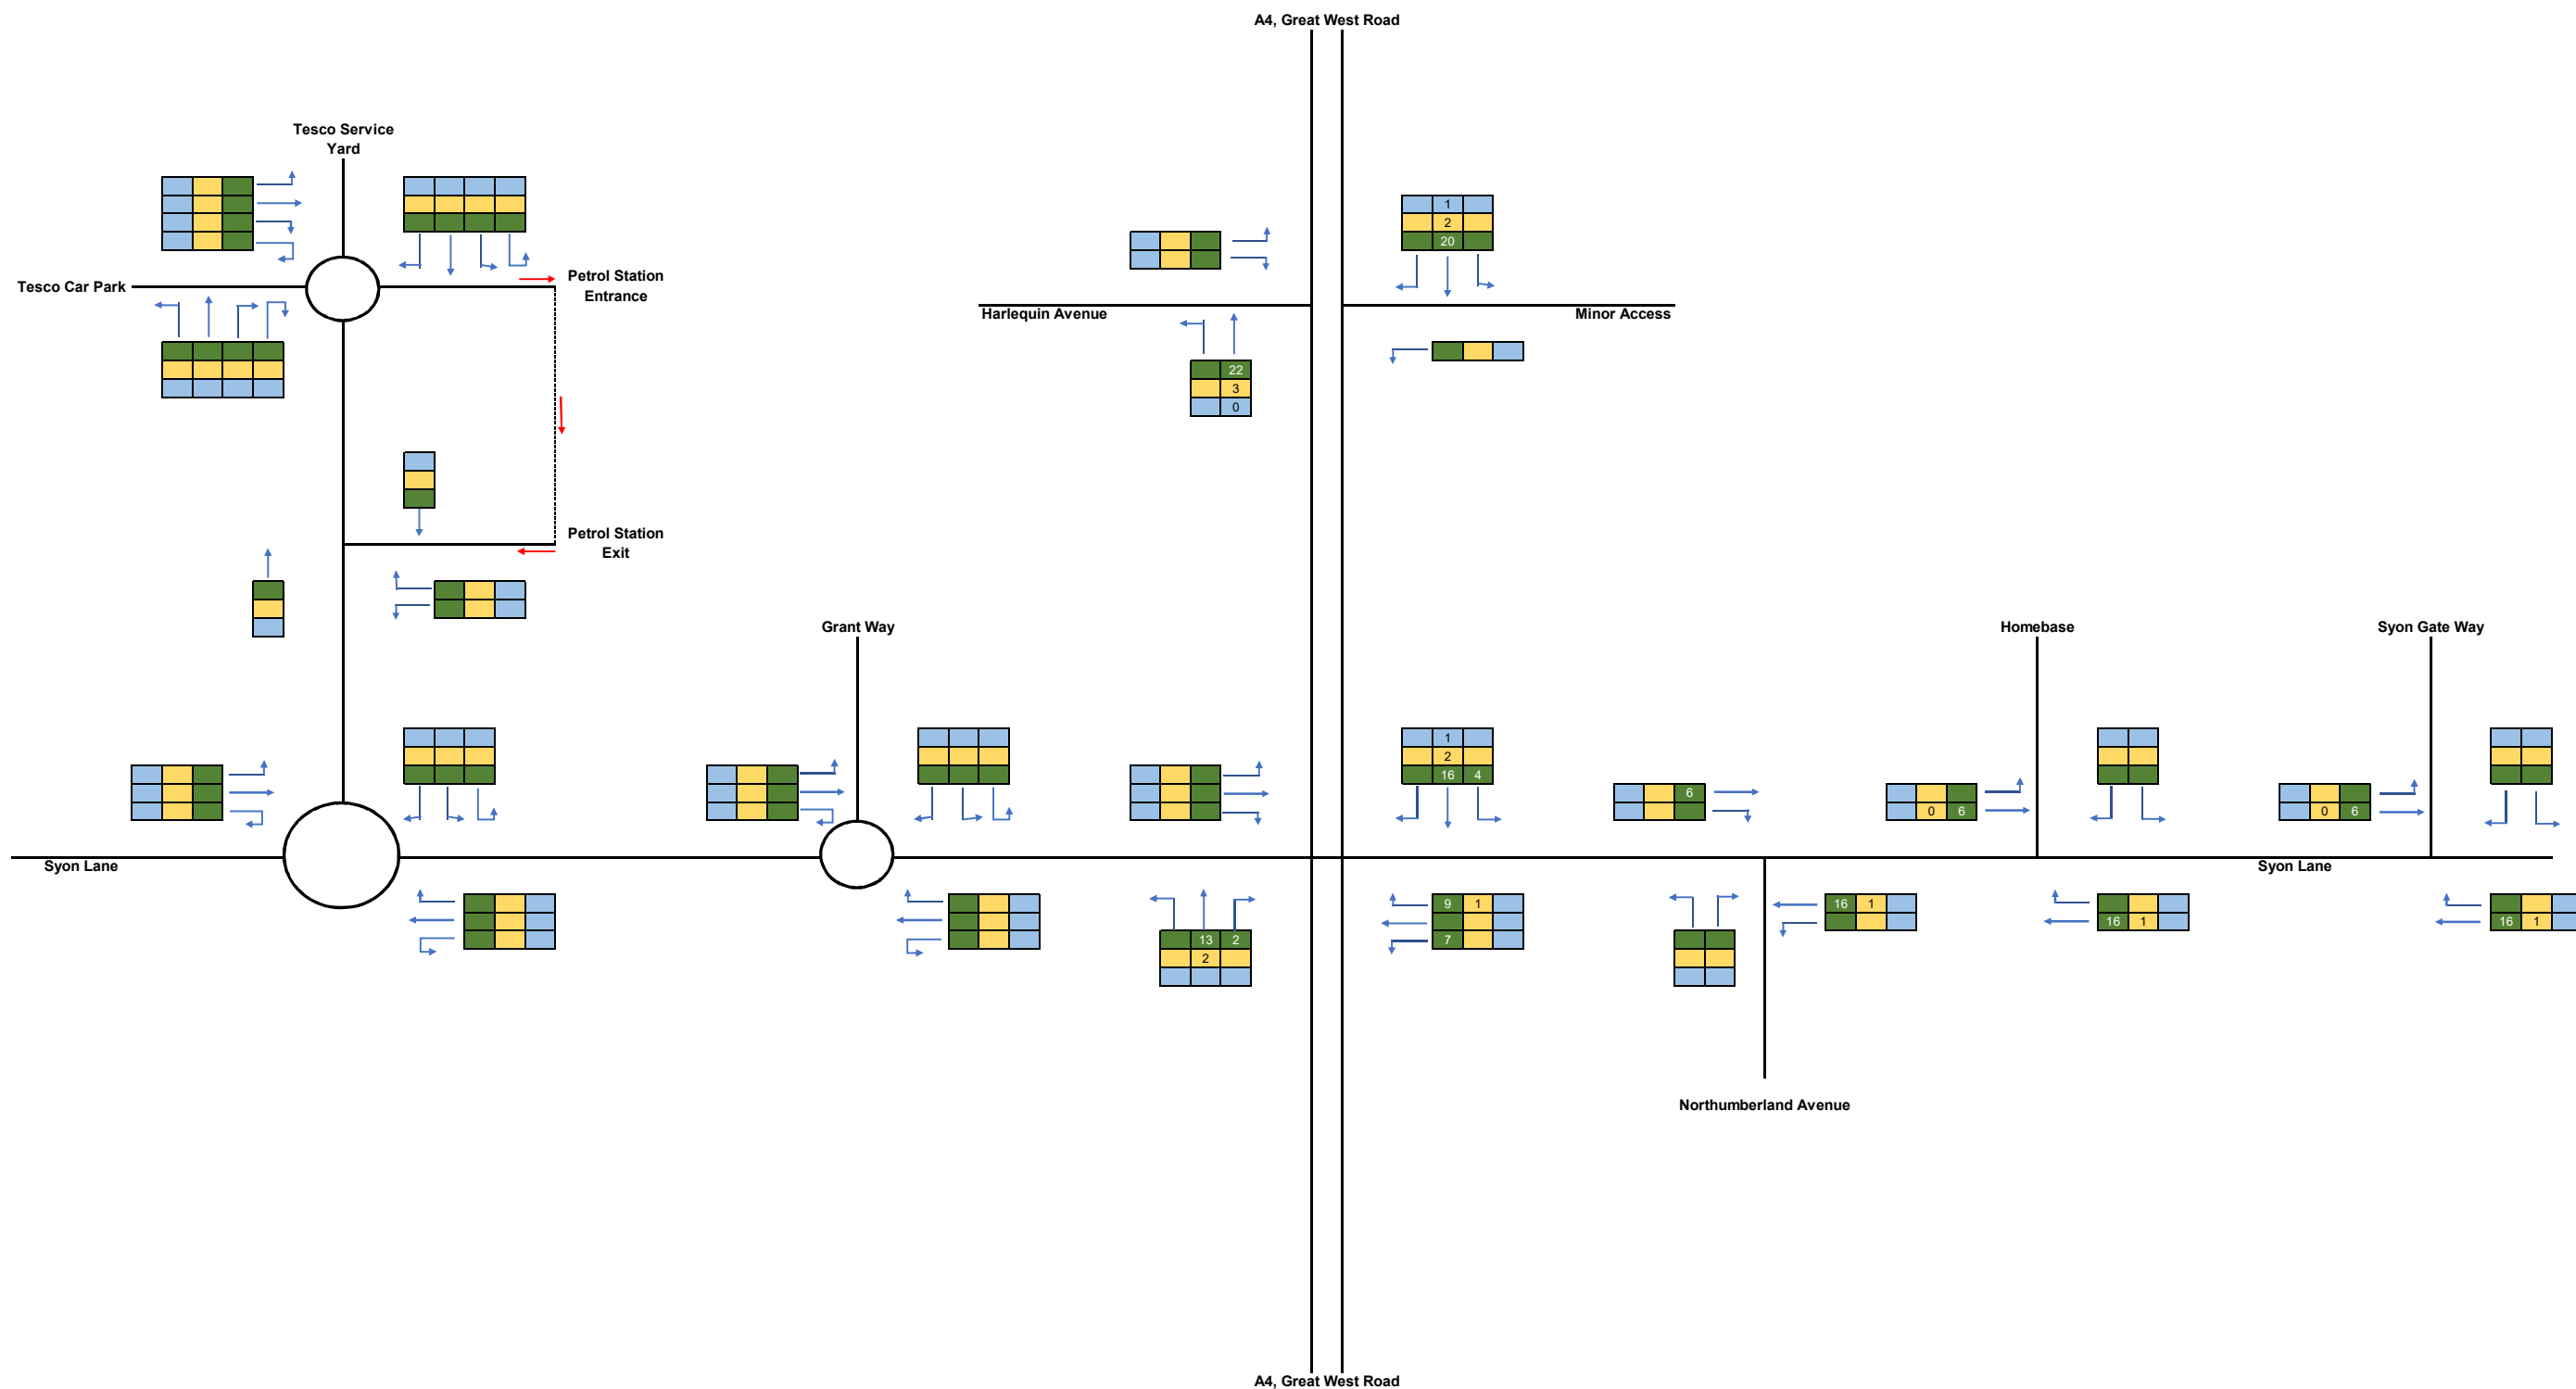 A4, Great West Road
Tesco Service
Yard
1
2
20
Petrol Station
Entrance
Tesco Car Park
Harlequin Avenue
Minor Access
22
3
0
Petrol Station
Exit
Grant Way
Homebase
Syon Gate Way
1
2
16 4
6
0 6
0 6
Syon Lane
Syon Lane
9 1
7
16 1
16 1
16 1
13 2
2
Northumberland Avenue
A4, Great West Road